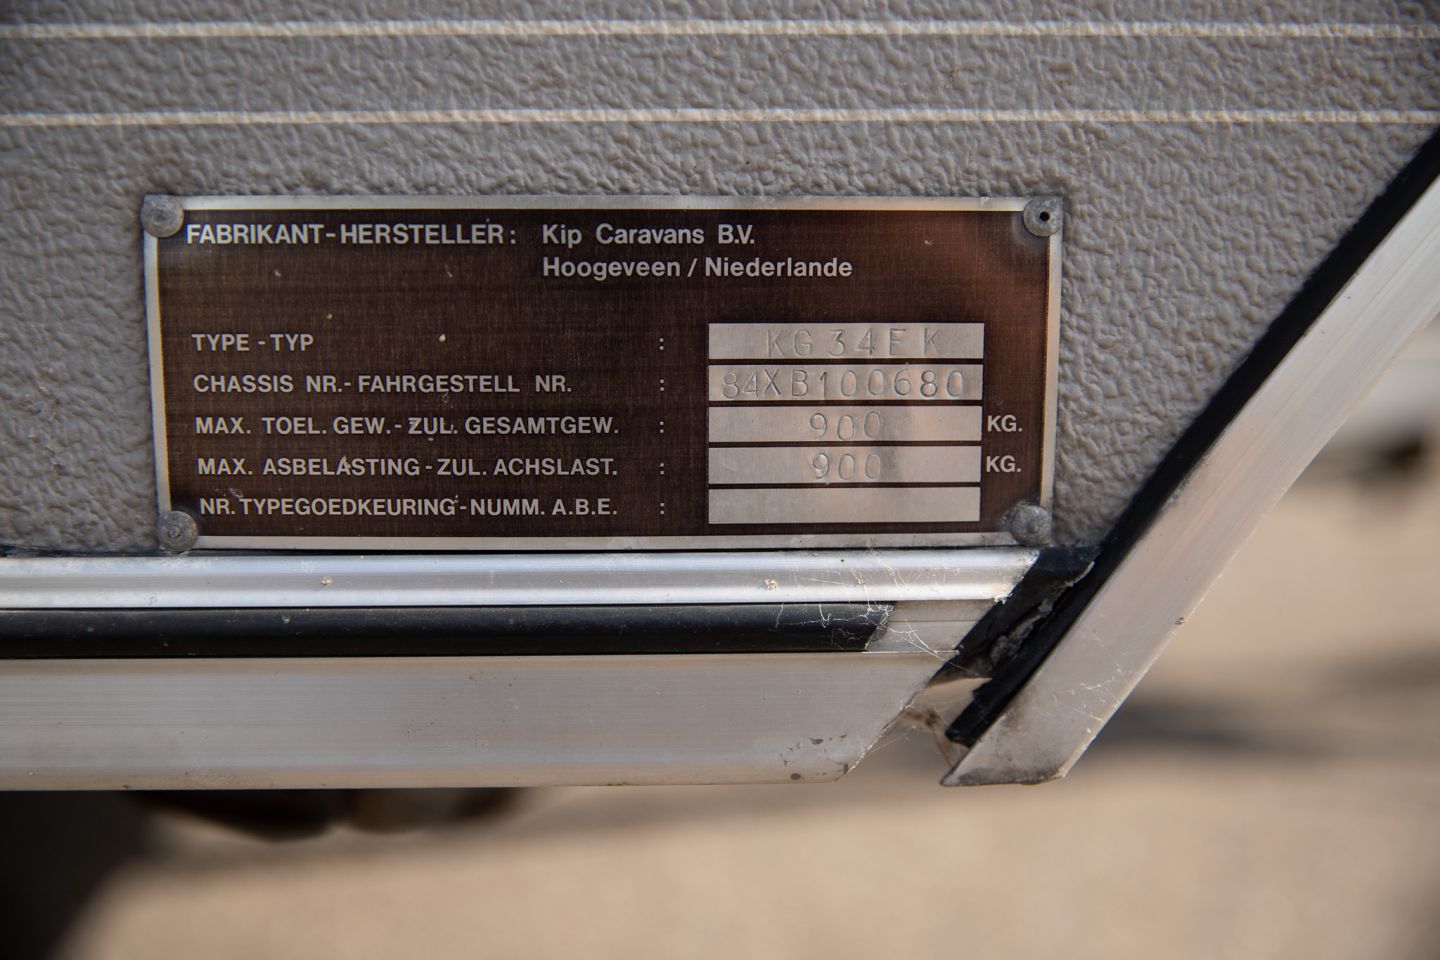 FABRIKANT-HERSTELLER: Kip Caravans B.V.
Hoogeveen / Niederlande
TYPE - TYP : KG34EK
CHASSIS NR.- FAHRGESTELL NR. : 84XB100680
MAX. TOEL. GEW. - ZUL. GESAMTGEW. : 900 KG.
MAX. ASBELASTING - ZUL. ACHSLAST. : 900 KG.
NR. TYPEGOEDKEURING - NUMM. A.B.E. :